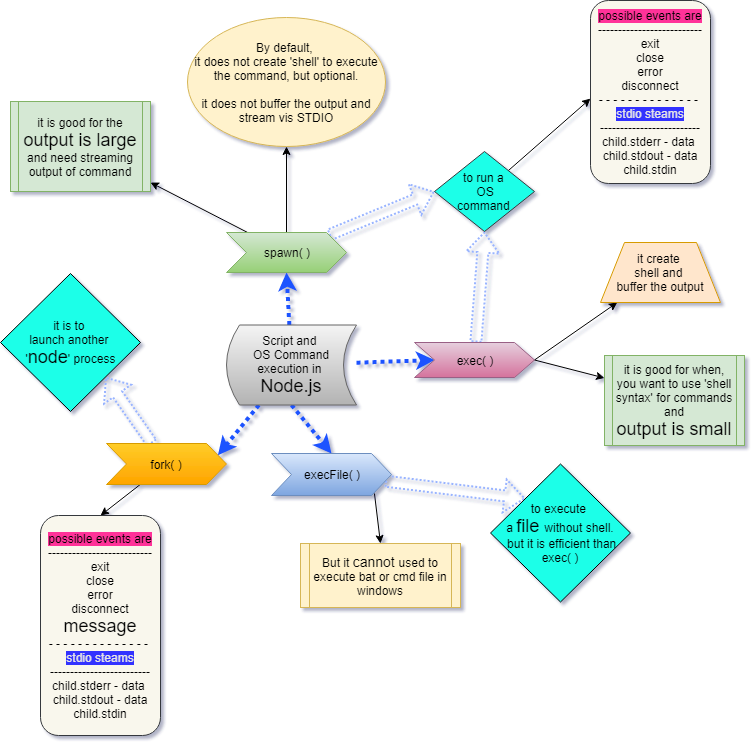 possible events are
exit
close
error
disconnect
stdio steams
child.stderr - data
child.stdout - data
child.stdin
By default,
it does not create 'shell' to execute
the command, but optional.
it does not buffer the output and
stream vis STDIO
it is good for the
output is large
and need streaming
output of command
to run a
OS
command
spawn( )
it create
shell and
buffer the output
it is to
launch another
'node' process
Script and
OS Command
execution in
Node.js
exec( )
it is good for when,
you want to use 'shell
syntax' for commands
and
output is small
fork( )
execFile( )
to execute
a file without shell.
but it is efficient than
exec( )
But it cannot used to
execute bat or cmd file in
windows
possible events are
exit
close
error
disconnect
message
stdio steams
child.stderr - data
child.stdout - data
child.stdin